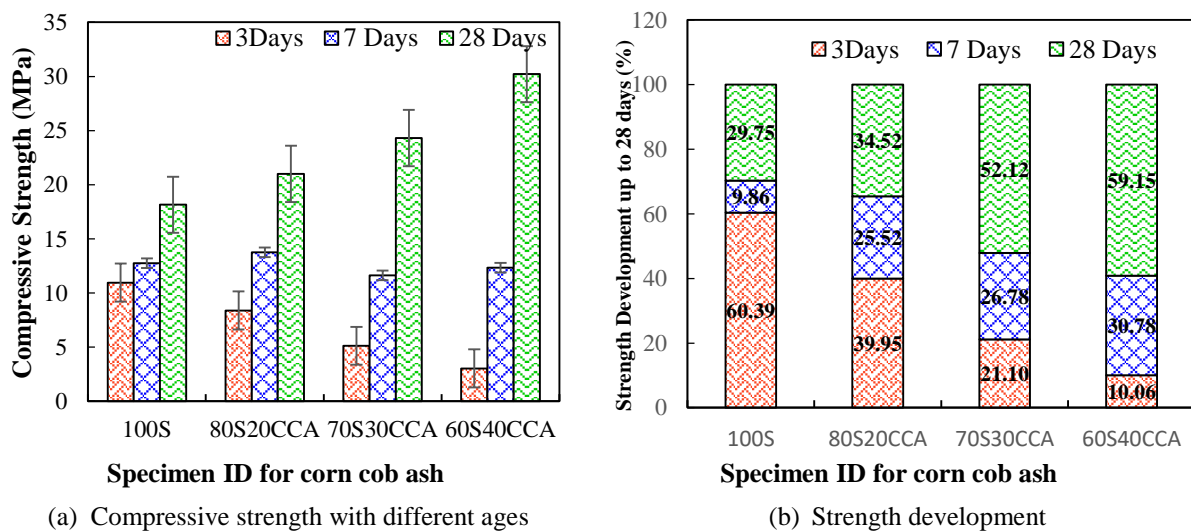 35
30
25
20
15
10
5
0
Compressive Strength (MPa)
3Days 7 Days 28 Days
100S 80S20CCA 70S30CCA 60S40CCA
Specimen ID for corn cob ash
(a) Compressive strength with different ages
120
100
80
60
40
20
0
Strength Development up to 28 days (%)
3Days 7 Days 28 Days
29.75 34.52 52.12 59.15
9.86 25.52 26.78 30.78
60.39 39.95 21.10 10.06
100S 80S20CCA 70S30CCA 60S40CCA
Specimen ID for corn cob ash
(b) Strength development